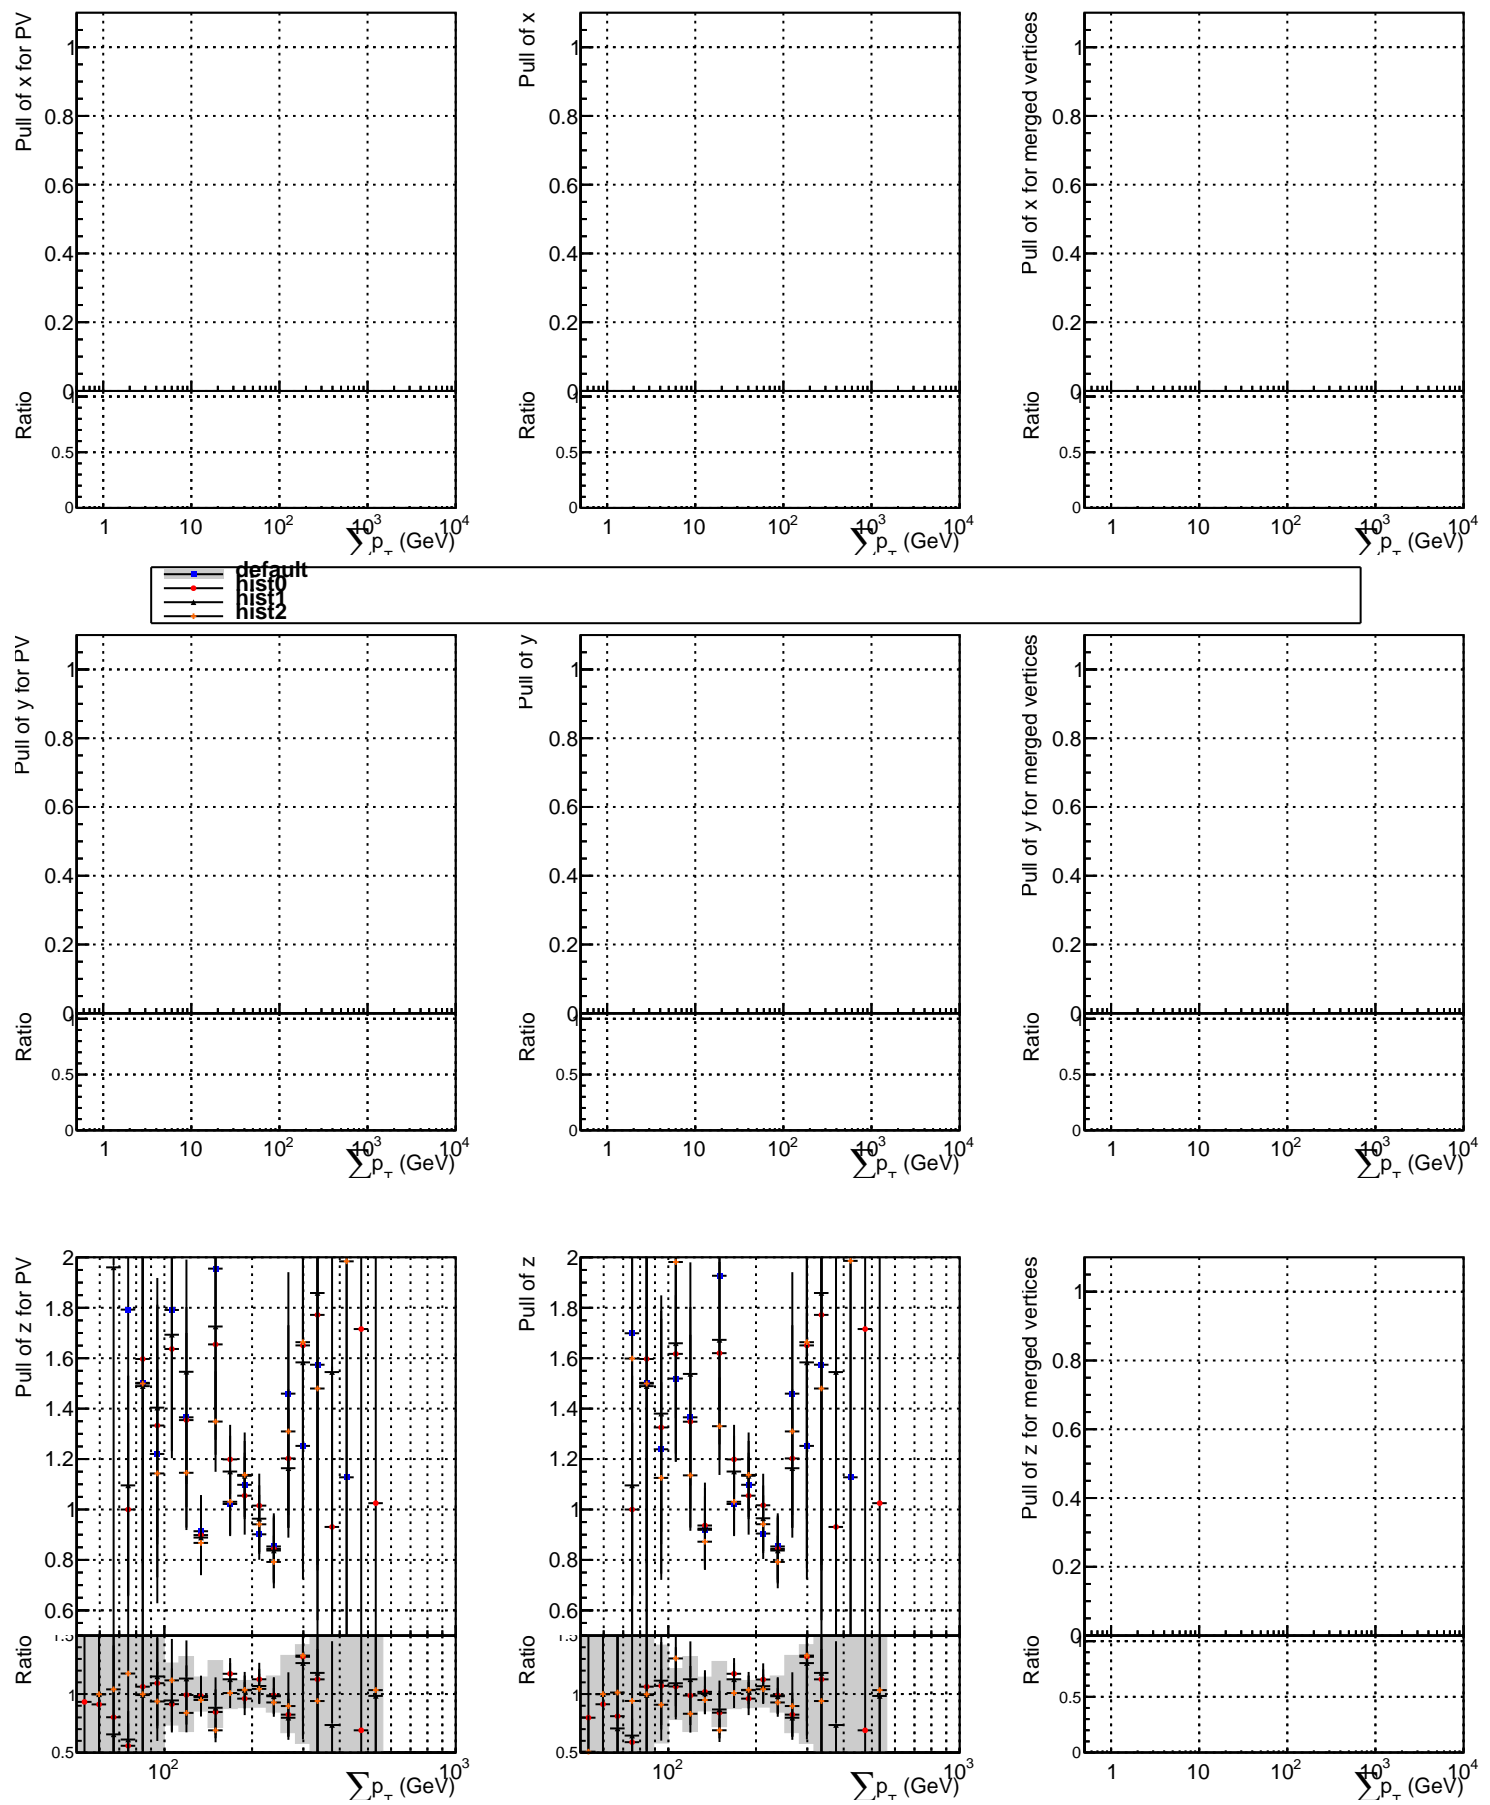 Pull of x for PV
1
0.8
0.6
0.4
0.2
0
Ratio
1
0.5
0
1 10 10² 10³ 10⁴
∑ p_T (GeV)
Pull of x
1
0.8
0.6
0.4
0.2
0
Ratio
1
0.5
0
1 10 10² 10³ 10⁴
∑ p_T (GeV)
Pull of x for merged vertices
1
0.8
0.6
0.4
0.2
0
Ratio
1
0.5
0
1 10 10² 10³ 10⁴
∑ p_T (GeV)
default
hist0
hist1
hist2
Pull of y for PV
1
0.8
0.6
0.4
0.2
0
Ratio
1
0.5
0
1 10 10² 10³ 10⁴
∑ p_T (GeV)
Pull of y
1
0.8
0.6
0.4
0.2
0
Ratio
1
0.5
0
1 10 10² 10³ 10⁴
∑ p_T (GeV)
Pull of y for merged vertices
1
0.8
0.6
0.4
0.2
0
Ratio
1
0.5
0
1 10 10² 10³ 10⁴
∑ p_T (GeV)
Pull of z for PV
2
1.8
1.6
1.4
1.2
1
0.8
0.6
Ratio
1.5
1
0.5
10² 10³
∑ p_T (GeV)
Pull of z
2
1.8
1.6
1.4
1.2
1
0.8
0.6
Ratio
1.5
1
0.5
10² 10³
∑ p_T (GeV)
Pull of z for merged vertices
1
0.8
0.6
0.4
0.2
0
Ratio
1
0.5
0
1 10 10² 10³ 10⁴
∑ p_T (GeV)